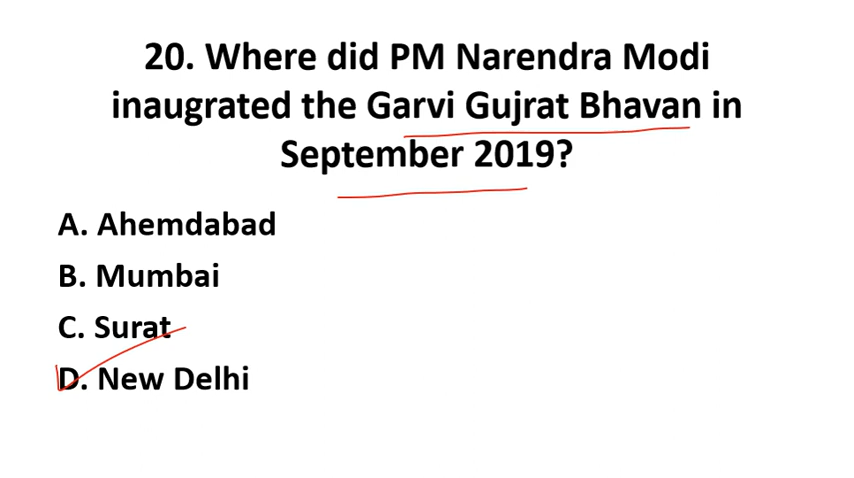 20. Where did PM Narendra Modi
inaugrated the Garvi Gujrat Bhavan in
September 2019?
A. Ahemdabad
B. Mumbai
C. Surat
D. New Delhi